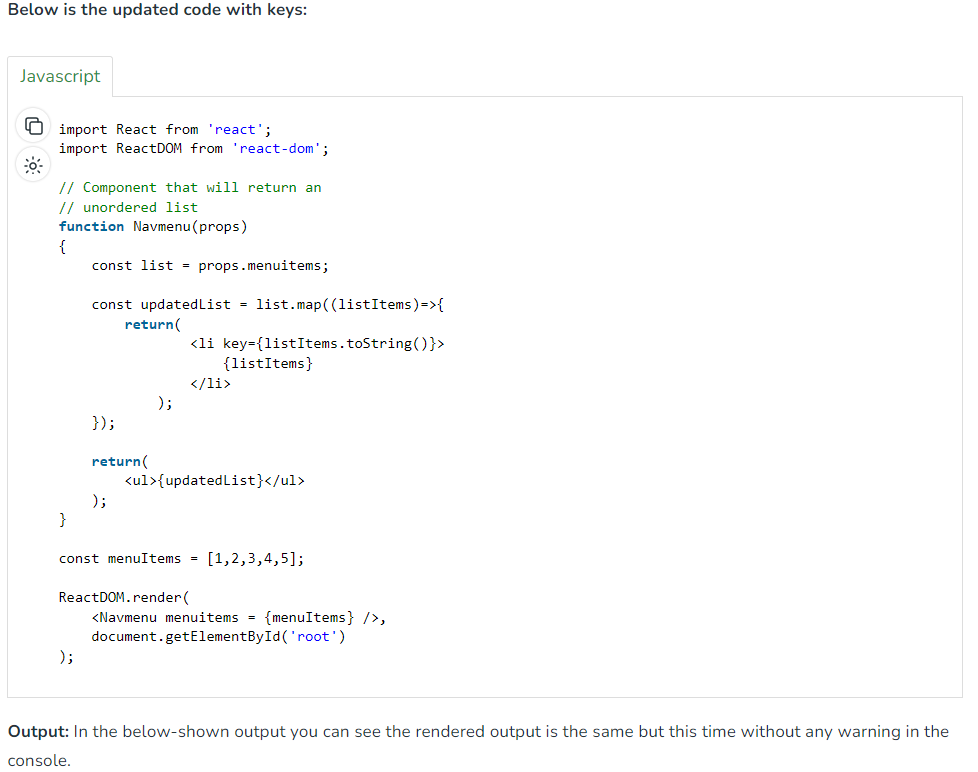 Below is the updated code with keys:
Javascript
import React from 'react';
import ReactDOM from 'react-dom';
// Component that will return an
// unordered list
function Navmenu(props)
{
const list = props.menuitems;
const updatedList = list.map((listItems)=>{
return(
<li key={listItems.toString()}>
{listItems}
</li>
);
});
return(
<ul>{updatedList}</ul>
);
}
const menuItems = [1,2,3,4,5];
ReactDOM.render(
<Navmenu menuitems = {menuItems} />,
document.getElementById('root')
);
Output: In the below-shown output you can see the rendered output is the same but this time without any warning in the
console.